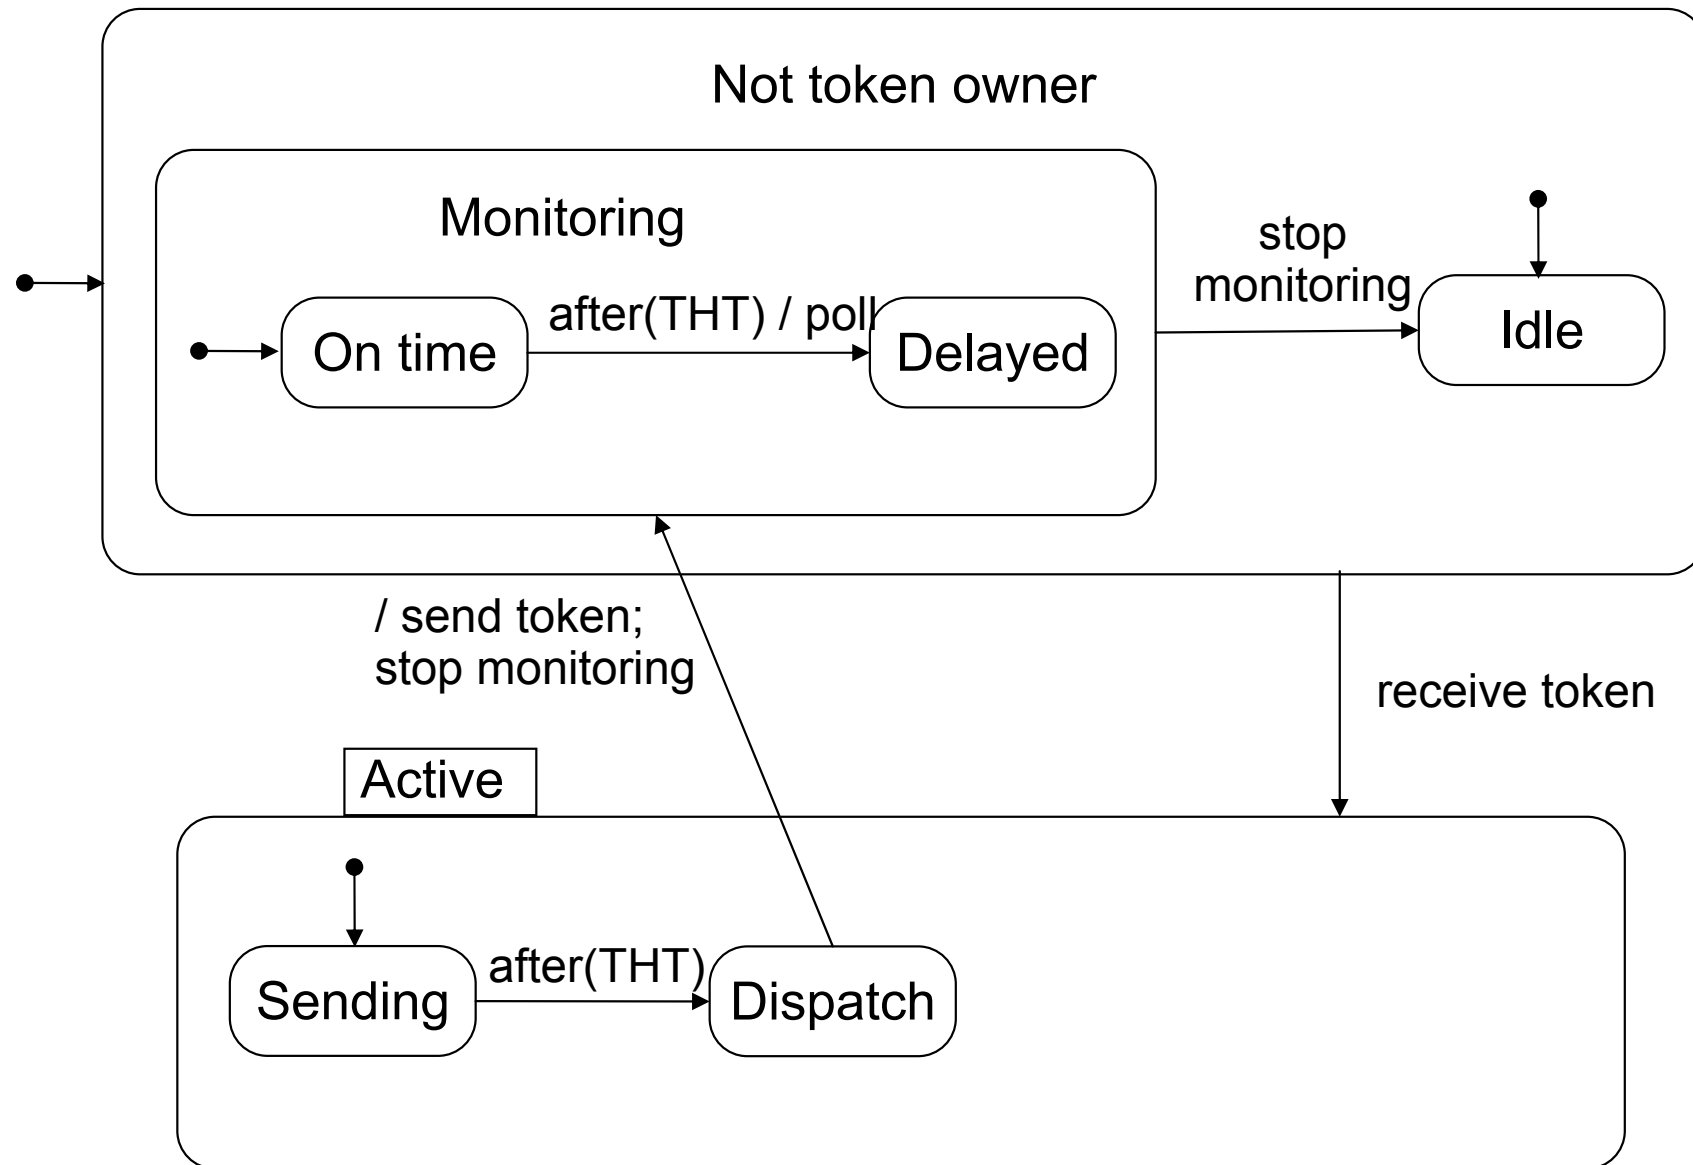 Not token owner
Monitoring
stop
monitoring
after(THT) / poll
On time
Delayed
Idle
/ send token;
stop monitoring
receive token
Active
after(THT)
Sending
Dispatch